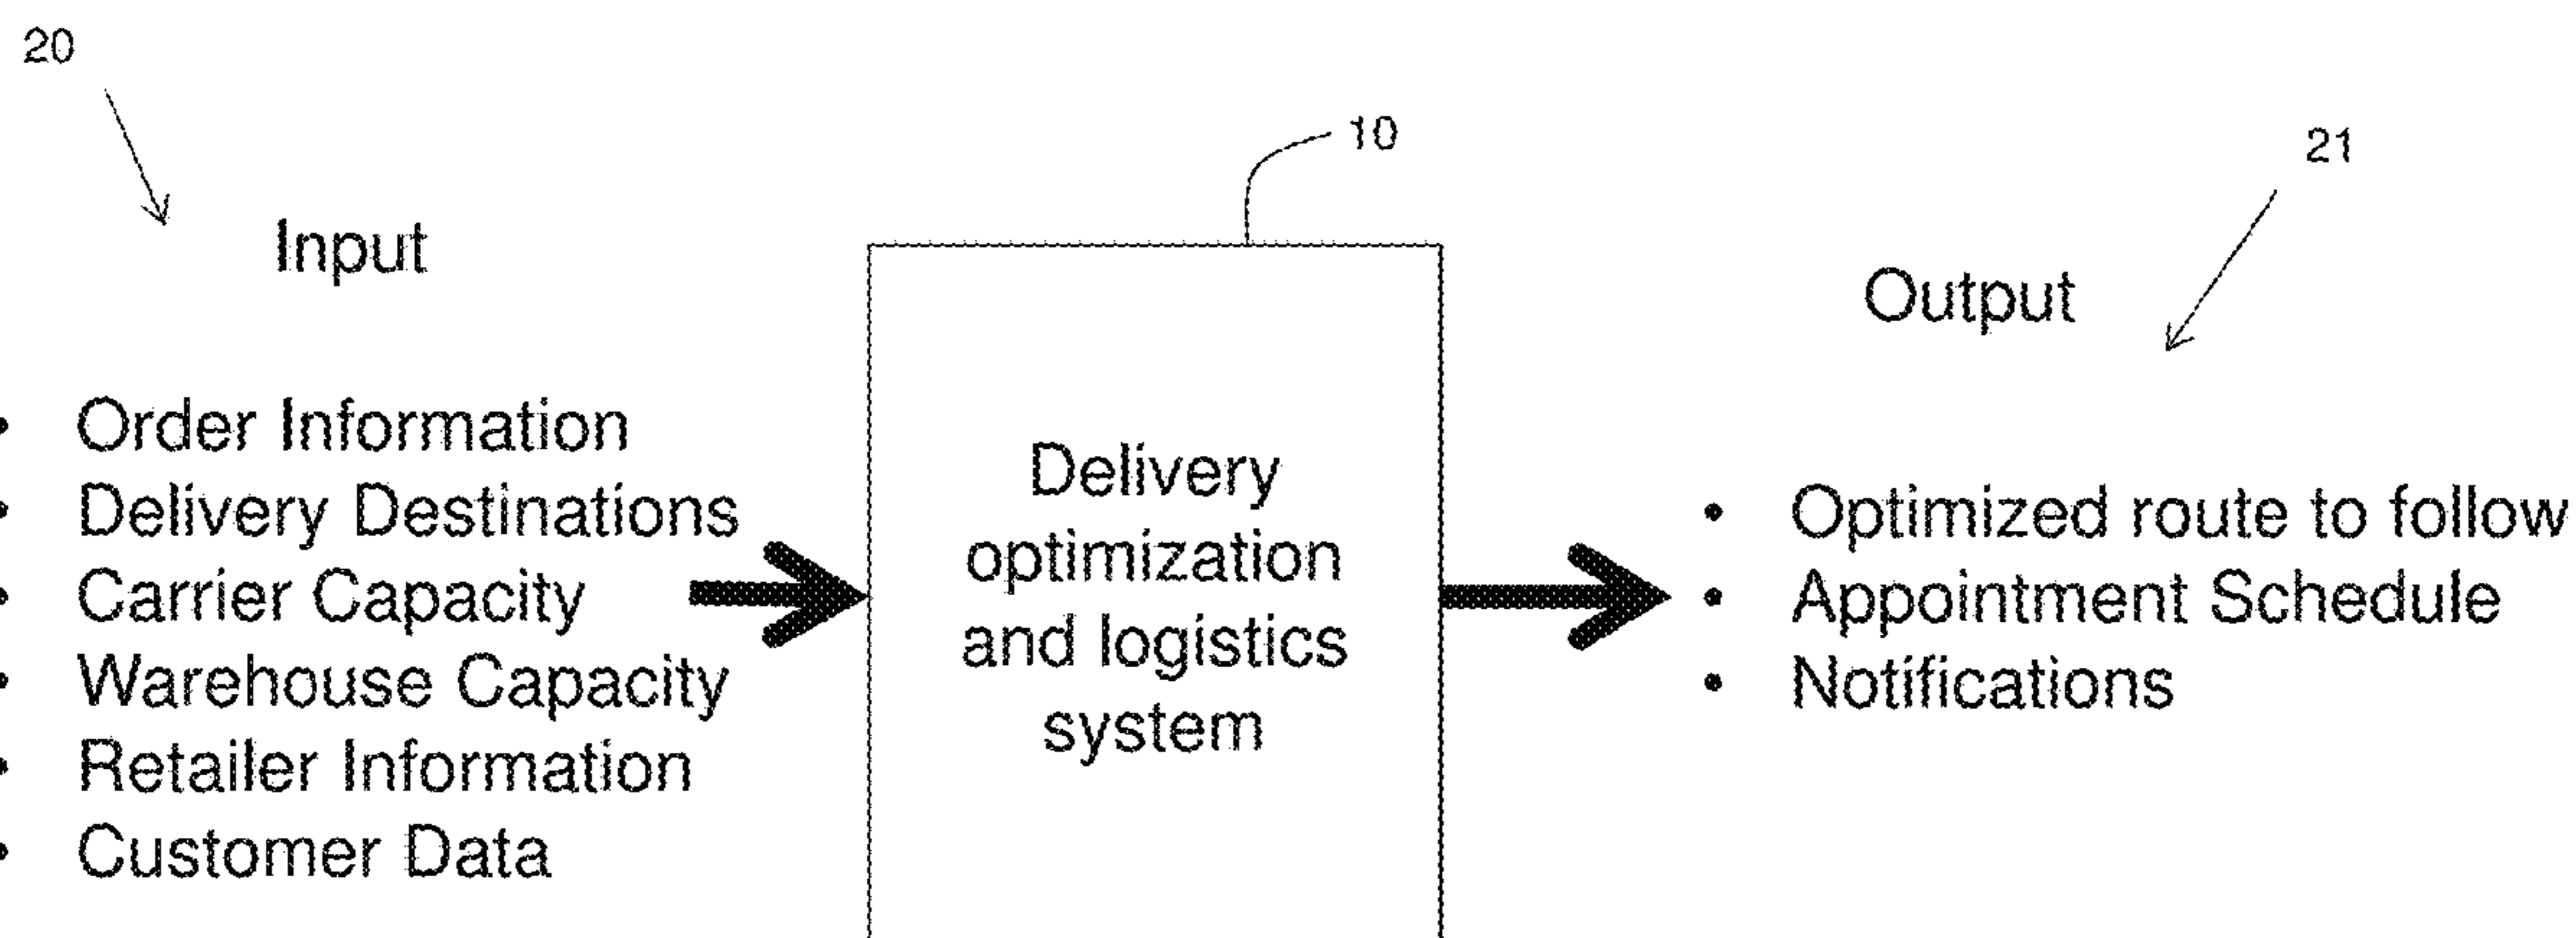 20
10
21
Input
Output
• Order Information
• Delivery Destinations
• Carrier Capacity
• Warehouse Capacity
• Retailer Information
• Customer Data
Delivery
optimization
and logistics
system
• Optimized route to follow
• Appointment Schedule
• Notifications